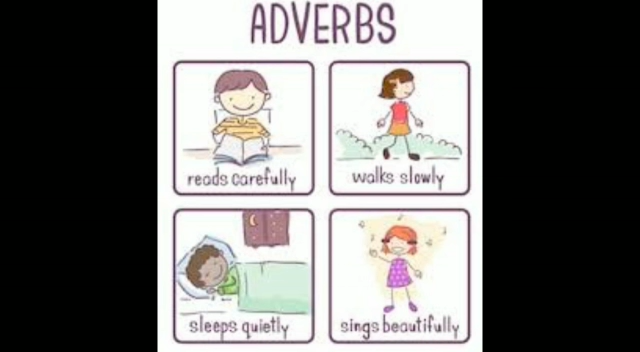 ADVERBS
reads carefully
walks slowly
sleeps quietly
sings beautifully